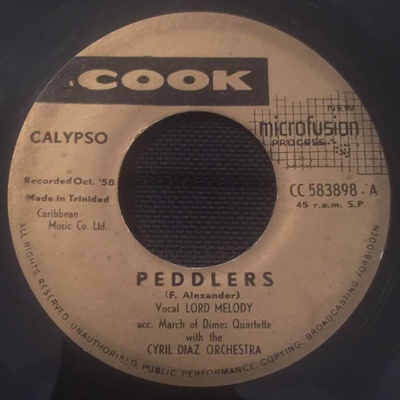 COOK
CALYPSO
NEW
microfusion
PROCESS
Recorded Oct. '58
Made in Trinidad
Caribbean
Music Co. Ltd.
CC 583898 - A
45 r.p.m. S.P.
PEDDLERS
(F. Alexander)
Vocal LORD MELODY
acc. March of Dimes Quartette
with the
CYRIL DIAZ ORCHESTRA
ALL RIGHTS RESERVED. UNAUTHORISED PUBLIC PERFORMANCE, COPYING, BROADCASTING FORBIDDEN